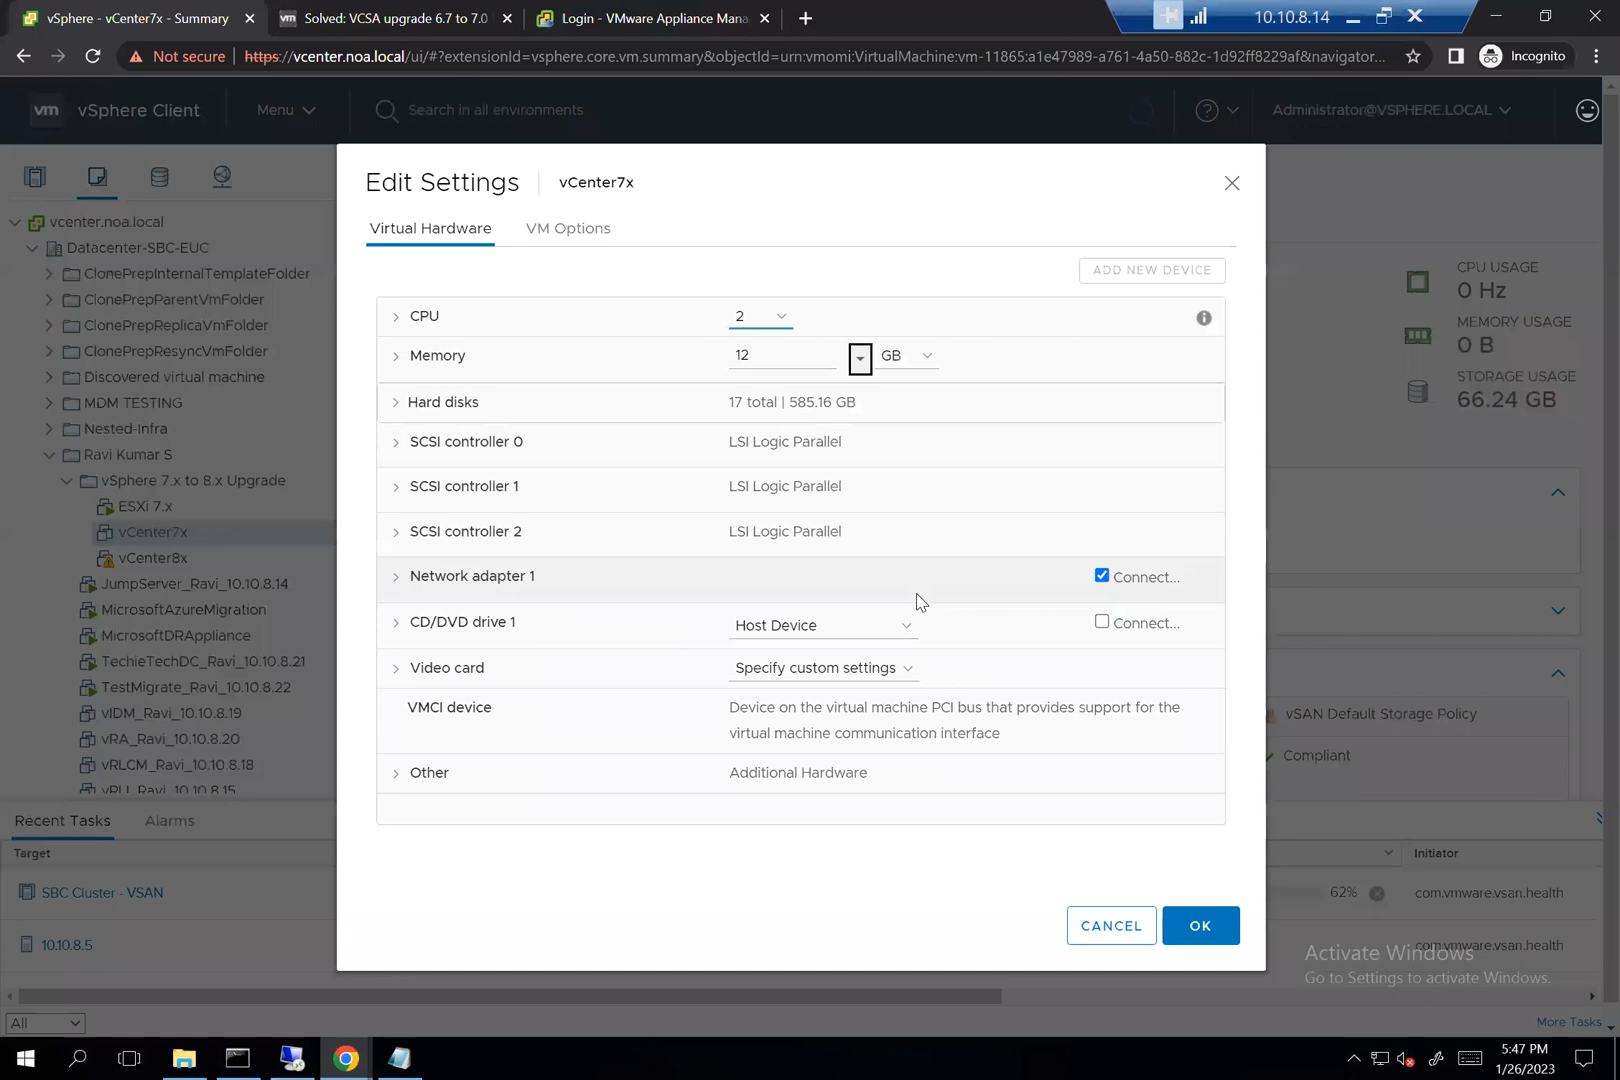 vSphere - vCenter7x - Summary
Solved: VCSA upgrade 6.7 to 7.0
Login - VMware Appliance Mana
10.10.8.14
Not secure
https://vcenter.noa.local/ui/#?extensionId=vsphere.core.vm.summary&objectId=urn:vmomi:VirtualMachine:vm-11865:a1e47989-a761-4a50-882c-1d92ff8229af&navigator...
Incognito
vm vSphere Client
Menu
Search in all environments
Administrator@VSPHERE.LOCAL
Edit Settings
vCenter7x
Virtual Hardware
VM Options
ADD NEW DEVICE
CPU
2
Memory
12
GB
Hard disks
17 total | 585.16 GB
SCSI controller 0
LSI Logic Parallel
SCSI controller 1
LSI Logic Parallel
SCSI controller 2
LSI Logic Parallel
Network adapter 1
Connect...
CD/DVD drive 1
Host Device
Connect...
Video card
Specify custom settings
VMCI device
Device on the virtual machine PCI bus that provides support for the
virtual machine communication interface
Other
Additional Hardware
CANCEL
OK
vcenter.noa.local
Datacenter-SBC-EUC
ClonePrepInternalTemplateFolder
ClonePrepParentVmFolder
ClonePrepReplicaVmFolder
ClonePrepResyncVmFolder
Discovered virtual machine
MDM TESTING
Nested-Infra
Ravi Kumar S
vSphere 7.x to 8.x Upgrade
ESXi 7.x
vCenter7x
vCenter8x
JumpServer_Ravi_10.10.8.14
MicrosoftAzureMigration
MicrosoftDRAppliance
TechieTechDC_Ravi_10.10.8.21
TestMigrate_Ravi_10.10.8.22
vIDM_Ravi_10.10.8.19
vRA_Ravi_10.10.8.20
vRLCM_Ravi_10.10.8.18
vRLI_Ravi_10.10.8.15
CPU USAGE
0 Hz
MEMORY USAGE
0 B
STORAGE USAGE
66.24 GB
vSAN Default Storage Policy
Compliant
Recent Tasks
Alarms
Target
Initiator
SBC Cluster - VSAN
62%
com.vmware.vsan.health
10.10.8.5
com.vmware.vsan.health
Activate Windows
Go to Settings to activate Windows.
All
More Tasks
5:47 PM
1/26/2023